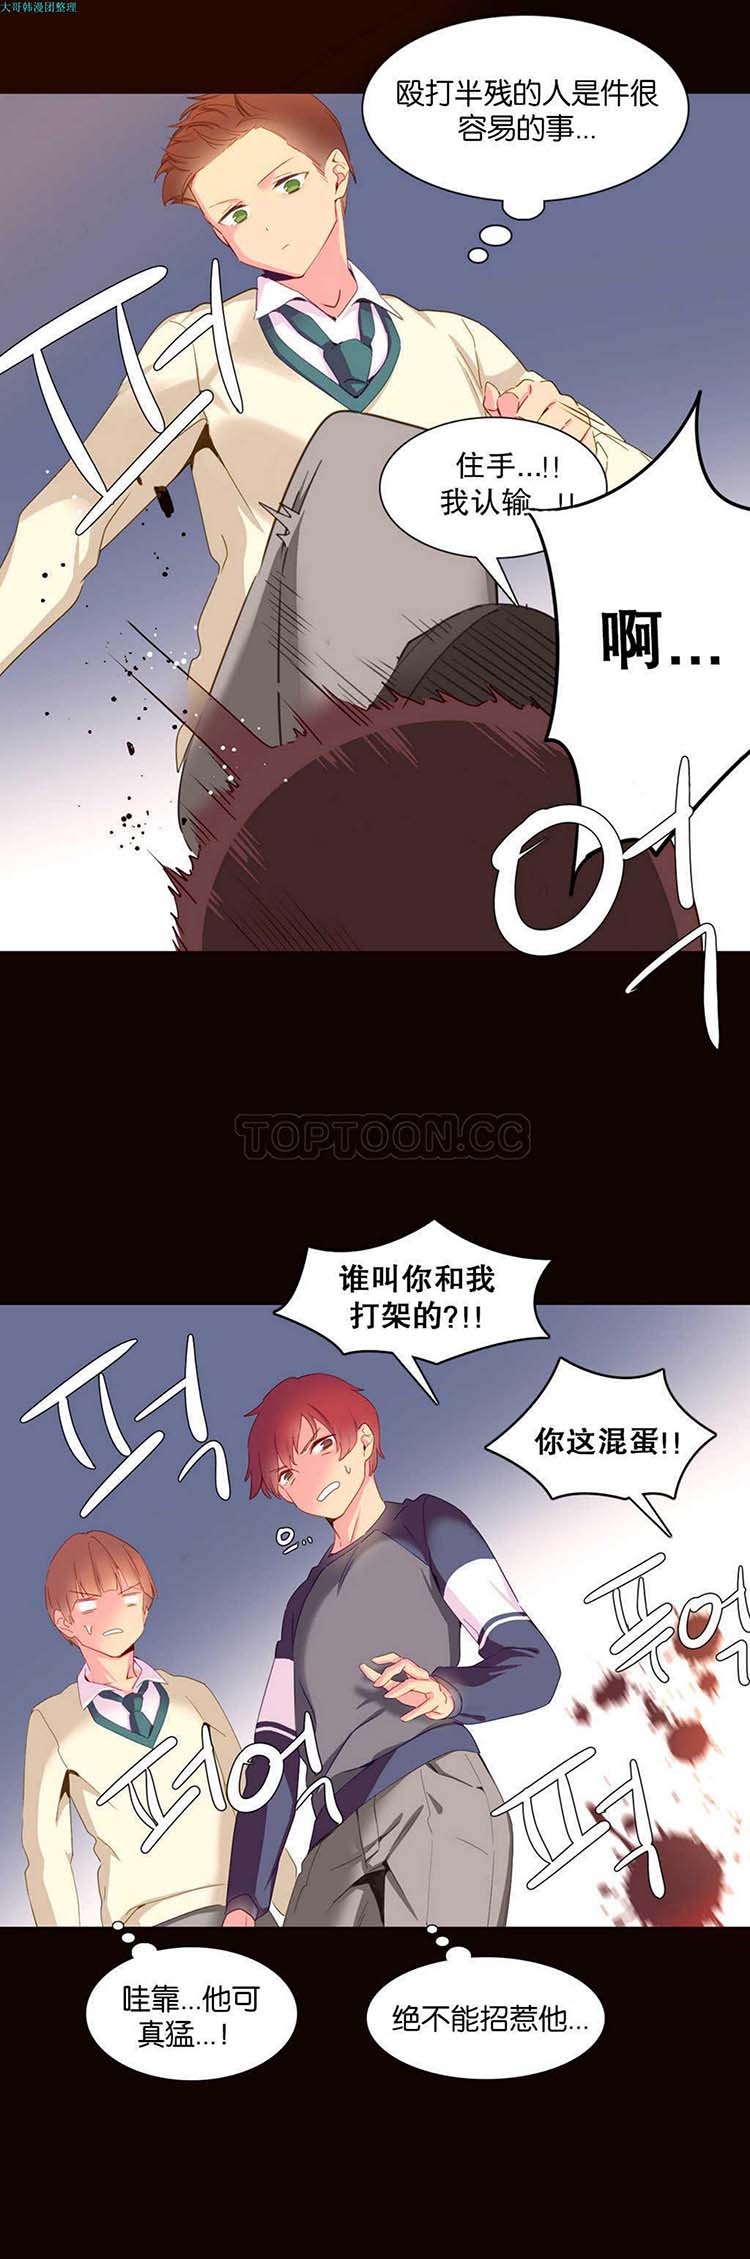 大哥韩漫团整理
殴打半残的人是件很
容易的事...
퍼
住手...!!
我认输...!!
啊...
억
TOPTOON.CC
谁叫你和我
打架的?!!
퍽
你这混蛋!!
으...
푸욱
퍼억
퍽
哇靠...他可
真猛...!
绝不能招惹他...